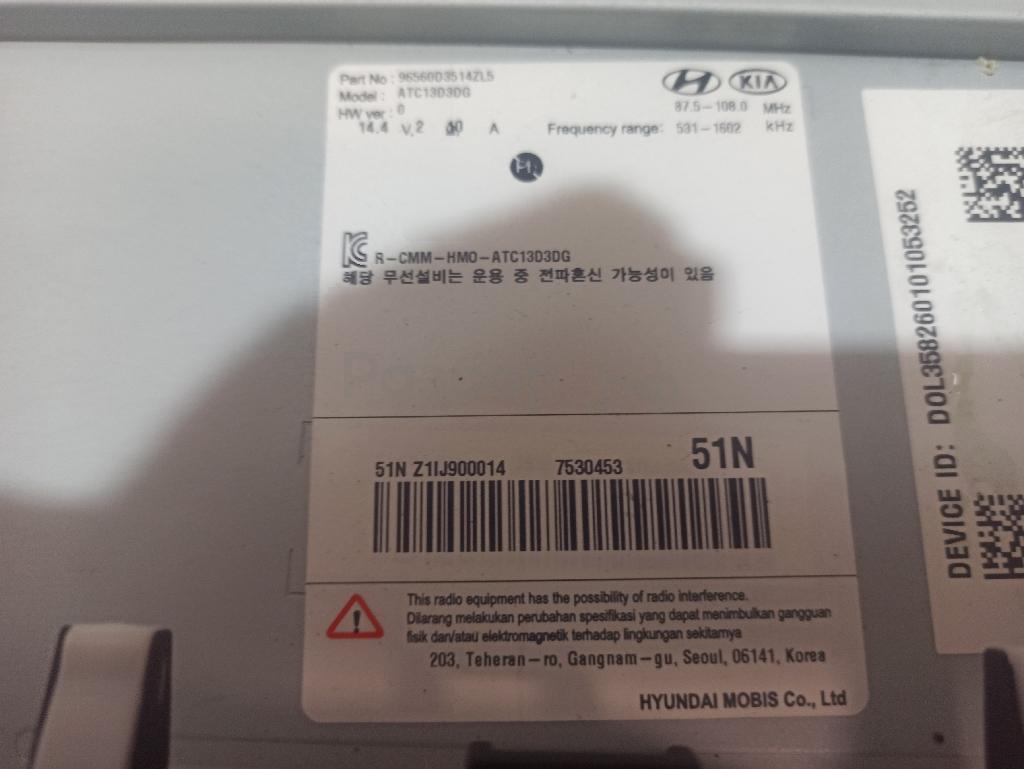 Part No : 96560D3514ZL5
Model : ATC13D3DG
HW ver : 0
14.4 V, 2 A
KIA
87.5-108.0 MHz
Frequency range: 531-1602 kHz
R-CMM-HMO-ATC13D3DG
해당 무선설비는 운용 중 전파혼신 가능성이 있음
51N Z1IJ900014 7530453 51N
This radio equipment has the possibility of radio interference.
Dilarang melakukan perubahan spesifikasi yang dapat menimbulkan gangguan
fisik dan/atau elektromagnetik terhadap lingkungan sekitarnya
203, Teheran-ro, Gangnam-gu, Seoul, 06141, Korea
HYUNDAI MOBIS Co., Ltd
DEVICE ID: DOL358260101053252